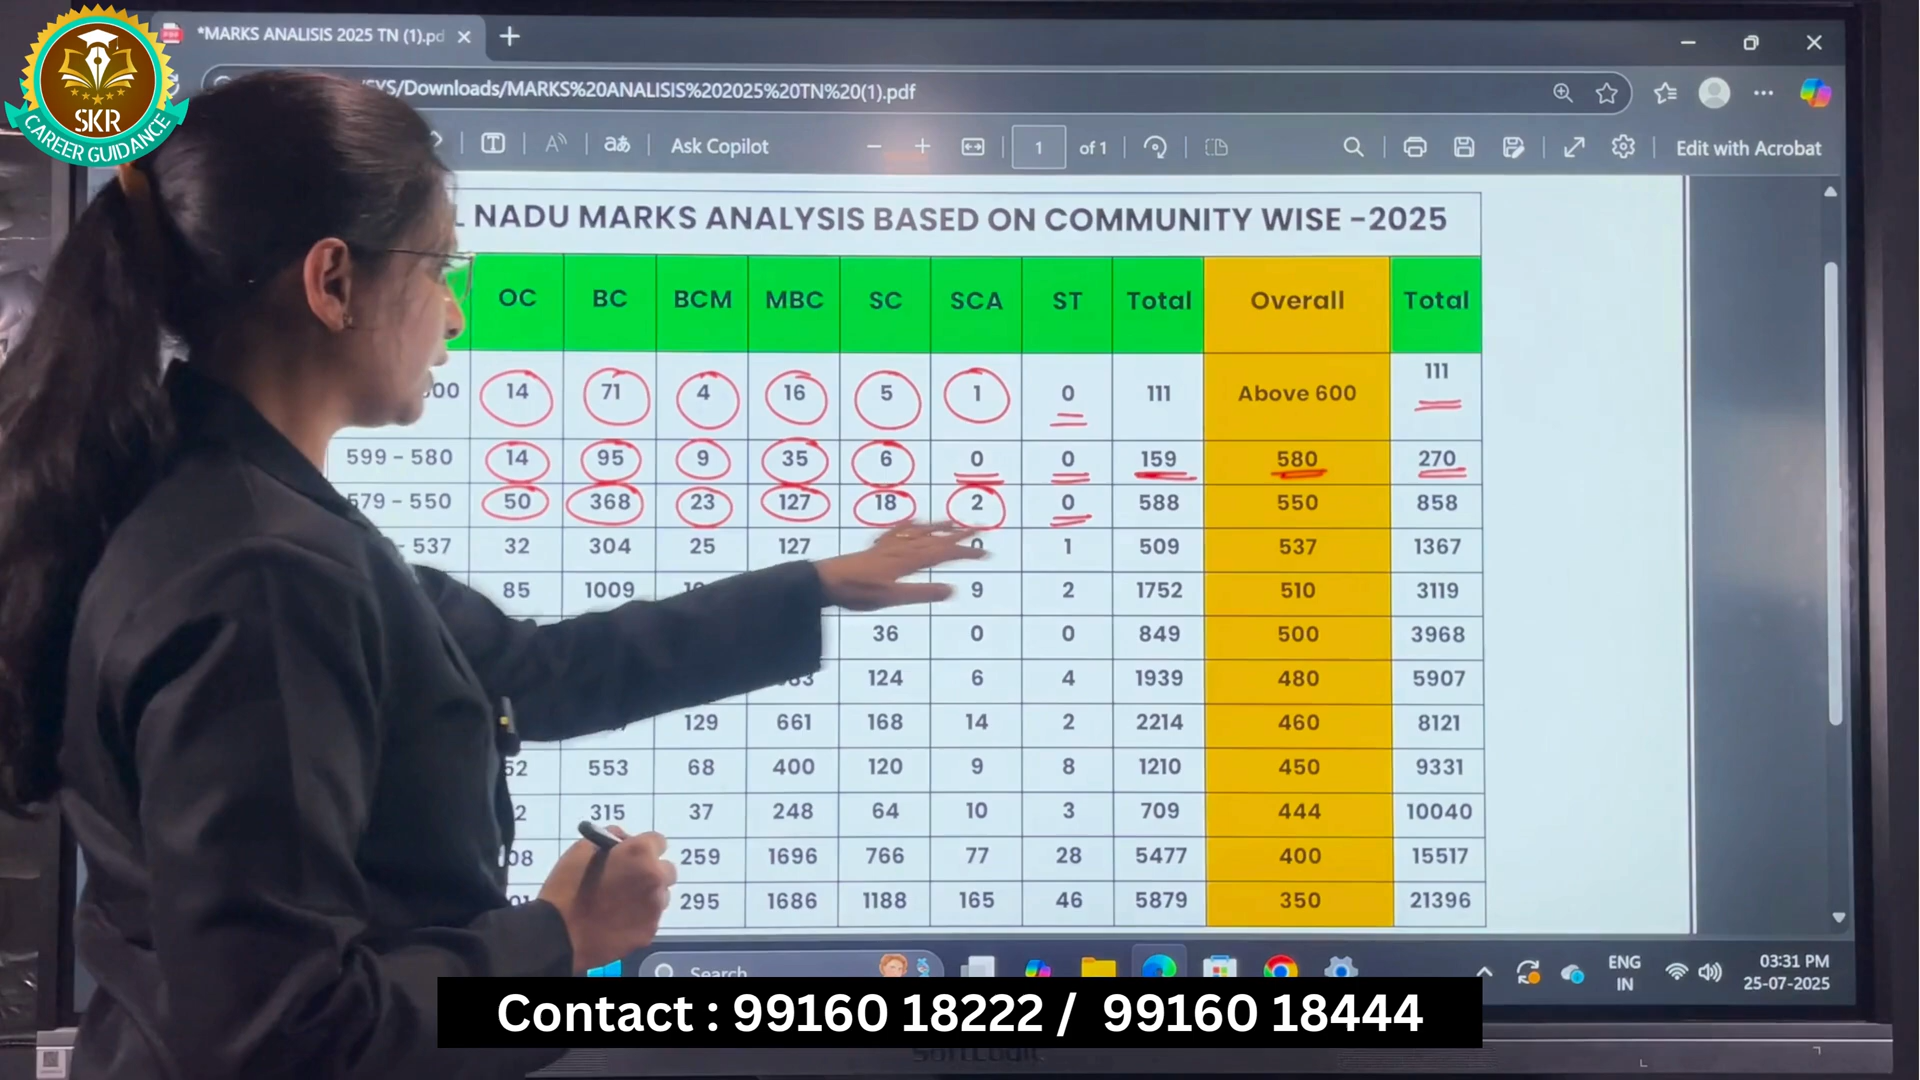 SKR
CAREER GUIDANCE
*MARKS ANALISIS 2025 TN (1).pd
/Downloads/MARKS%20ANALISIS%202025%20TN%20(1).pdf
Ask Copilot
1 of 1
Edit with Acrobat
NADU MARKS ANALYSIS BASED ON COMMUNITY WISE -2025
OC BC BCM MBC SC SCA ST Total Overall Total
14 71 4 16 5 1 0 111 Above 600 111
599 - 580 14 95 9 35 6 0 0 159 580 270
579 - 550 50 368 23 127 18 2 0 588 550 858
- 537 32 304 25 127 1 509 537 1367
85 1009 9 2 1752 510 3119
36 0 0 849 500 3968
124 6 4 1939 480 5907
129 661 168 14 2 2214 460 8121
553 68 400 120 9 8 1210 450 9331
315 37 248 64 10 3 709 444 10040
259 1696 766 77 28 5477 400 15517
295 1686 1188 165 46 5879 350 21396
Search
ENG
IN
03:31 PM
25-07-2025
Contact : 99160 18222 / 99160 18444